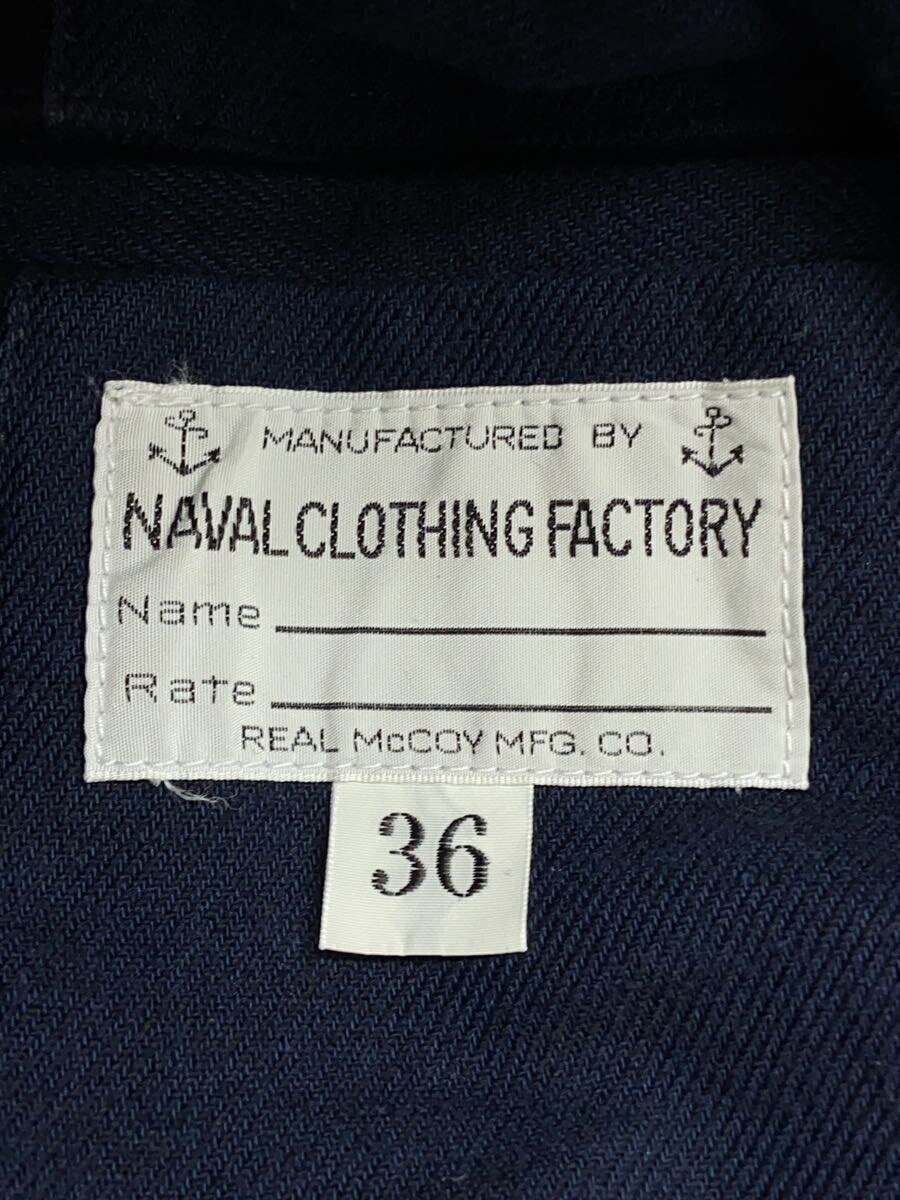 MANUFACTURED BY
NAVAL CLOTHING FACTORY
Name
Rate
REAL McCOY MFG. CO.
36